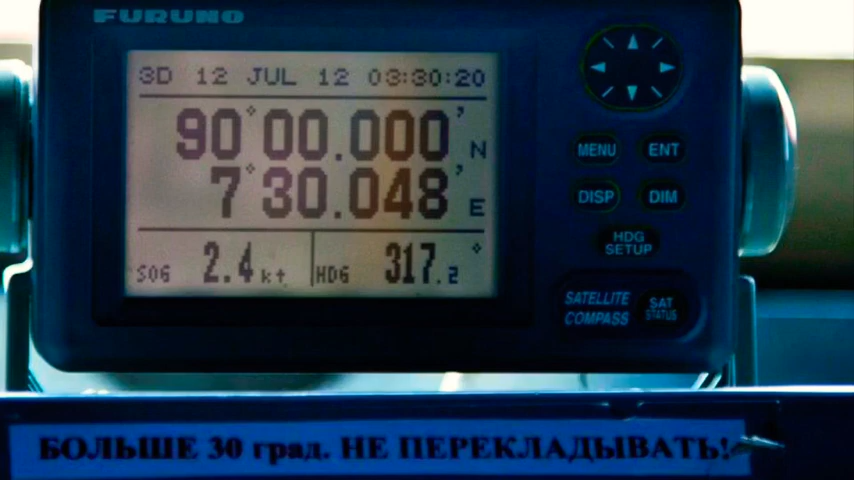 FURUNO
3D 12 JUL 12 03:30:20
90°00.000' N
7°30.048' E
SOG 2.4 kt HDG 317.2°
MENU ENT
DISP DIM
HDG
SETUP
SATELLITE
COMPASS
SAT
STATUS
БОЛЬШЕ 30 град. НЕ ПЕРЕКЛАДЫВАТЬ!